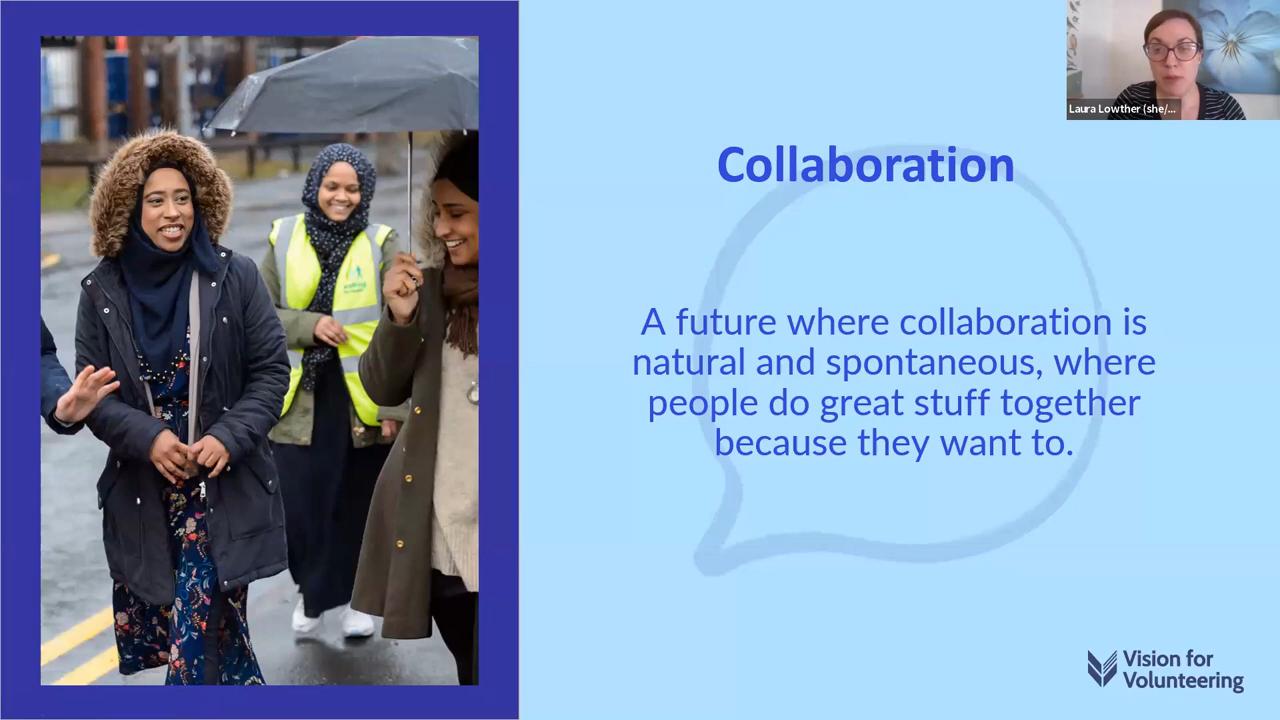 Laura Lowther (she/...
Collaboration
A future where collaboration is
natural and spontaneous, where
people do great stuff together
because they want to.
Vision for
Volunteering